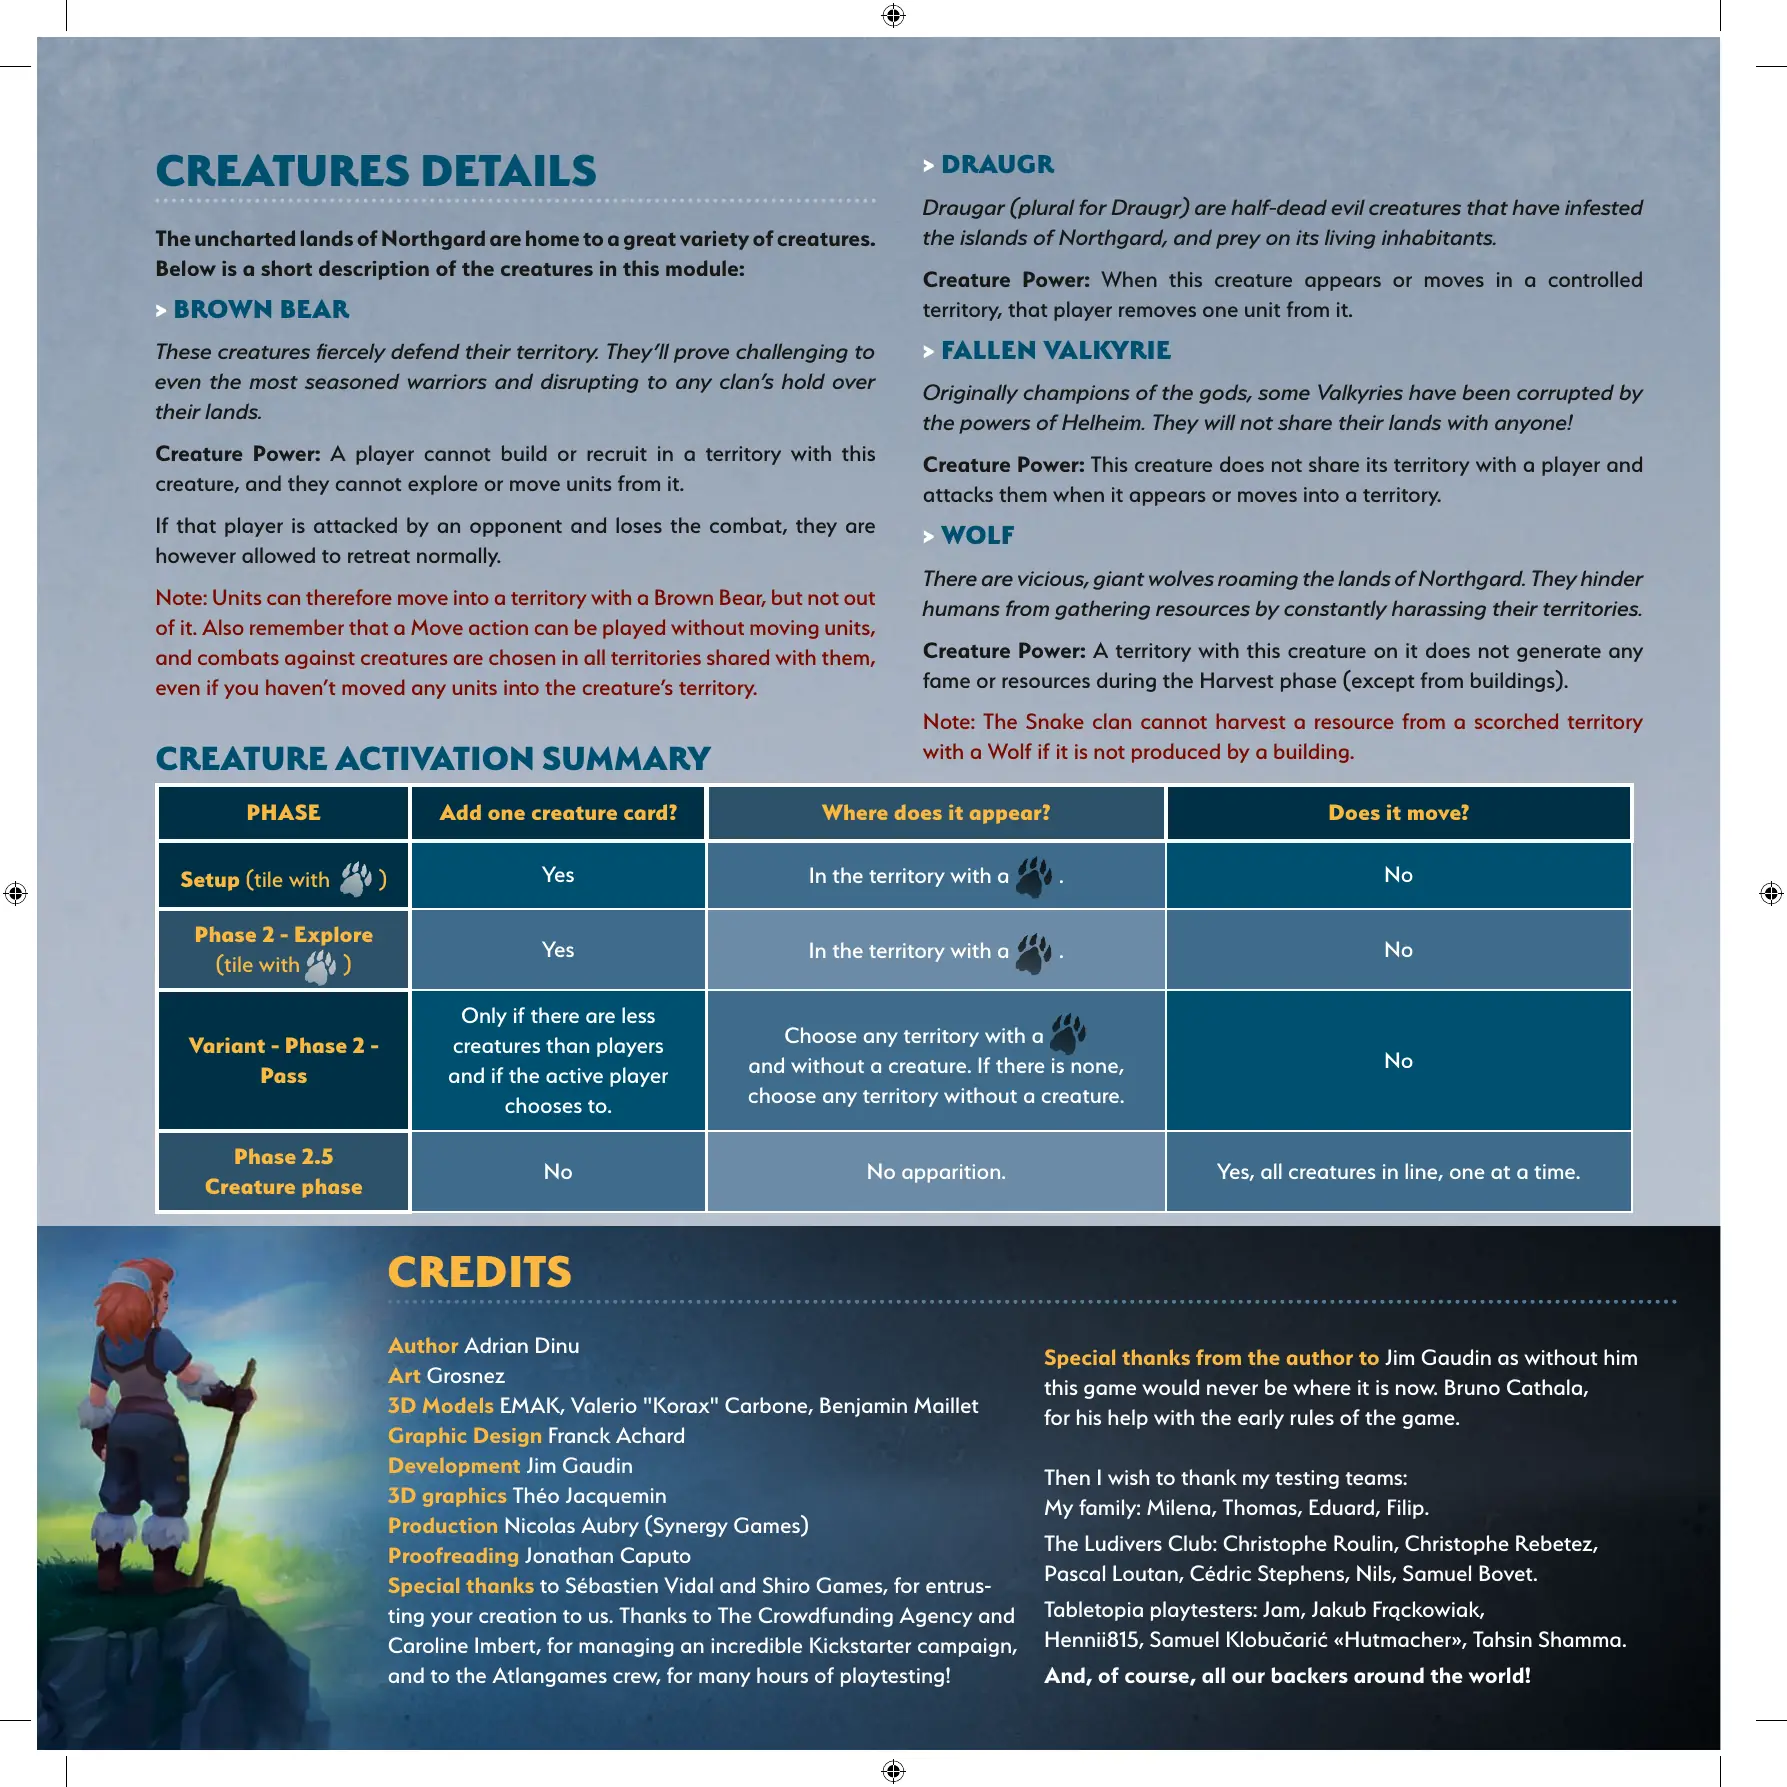 CREATURES DETAILS
The uncharted lands of Northgard are home to a great variety of creatures.
Below is a short description of the creatures in this module:
> BROWN BEAR
These creatures fiercely defend their territory. They’ll prove challenging to
even the most seasoned warriors and disrupting to any clan’s hold over
their lands.
Creature Power: A player cannot build or recruit in a territory with this
creature, and they cannot explore or move units from it.
If that player is attacked by an opponent and loses the combat, they are
however allowed to retreat normally.
Note: Units can therefore move into a territory with a Brown Bear, but not out
of it. Also remember that a Move action can be played without moving units,
and combats against creatures are chosen in all territories shared with them,
even if you haven’t moved any units into the creature’s territory.
> DRAUGR
Draugar (plural for Draugr) are half-dead evil creatures that have infested
the islands of Northgard, and prey on its living inhabitants.
Creature Power: When this creature appears or moves in a controlled
territory, that player removes one unit from it.
> FALLEN VALKYRIE
Originally champions of the gods, some Valkyries have been corrupted by
the powers of Helheim. They will not share their lands with anyone!
Creature Power: This creature does not share its territory with a player and
attacks them when it appears or moves into a territory.
> WOLF
There are vicious, giant wolves roaming the lands of Northgard. They hinder
humans from gathering resources by constantly harassing their territories.
Creature Power: A territory with this creature on it does not generate any
fame or resources during the Harvest phase (except from buildings).
Note: The Snake clan cannot harvest a resource from a scorched territory
with a Wolf if it is not produced by a building.
CREATURE ACTIVATION SUMMARY
PHASE
Add one creature card?
Where does it appear?
Does it move?
Setup (tile with )
Yes
In the territory with a .
No
Phase 2 - Explore
(tile with )
Yes
In the territory with a .
No
Variant - Phase 2 -
Pass
Only if there are less
creatures than players
and if the active player
chooses to.
Choose any territory with a
and without a creature. If there is none,
choose any territory without a creature.
No
Phase 2.5
Creature phase
No
No apparition.
Yes, all creatures in line, one at a time.
CREDITS
Author Adrian Dinu
Art Grosnez
3D Models EMAK, Valerio "Korax" Carbone, Benjamin Maillet
Graphic Design Franck Achard
Development Jim Gaudin
3D graphics Théo Jacquemin
Production Nicolas Aubry (Synergy Games)
Proofreading Jonathan Caputo
Special thanks to Sébastien Vidal and Shiro Games, for entrus-
ting your creation to us. Thanks to The Crowdfunding Agency and
Caroline Imbert, for managing an incredible Kickstarter campaign,
and to the Atlangames crew, for many hours of playtesting!
Special thanks from the author to Jim Gaudin as without him
this game would never be where it is now. Bruno Cathala,
for his help with the early rules of the game.
Then I wish to thank my testing teams:
My family: Milena, Thomas, Eduard, Filip.
The Ludivers Club: Christophe Roulin, Christophe Rebetez,
Pascal Loutan, Cédric Stephens, Nils, Samuel Bovet.
Tabletopia playtesters: Jam, Jakub Frąckowiak,
Hennii815, Samuel Klobučarić «Hutmacher», Tahsin Shamma.
And, of course, all our backers around the world!